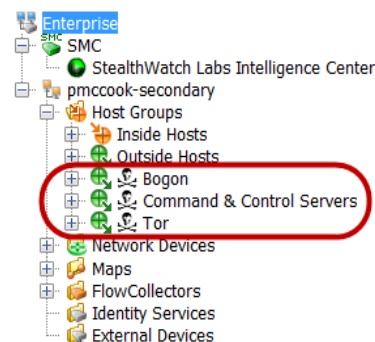 Enterprise
SMC
SMC
StealthWatch Labs Intelligence Center
pmccook-secondary
Host Groups
Inside Hosts
Outside Hosts
Bogon
Command & Control Servers
Tor
Network Devices
Maps
FlowCollectors
Identity Services
External Devices